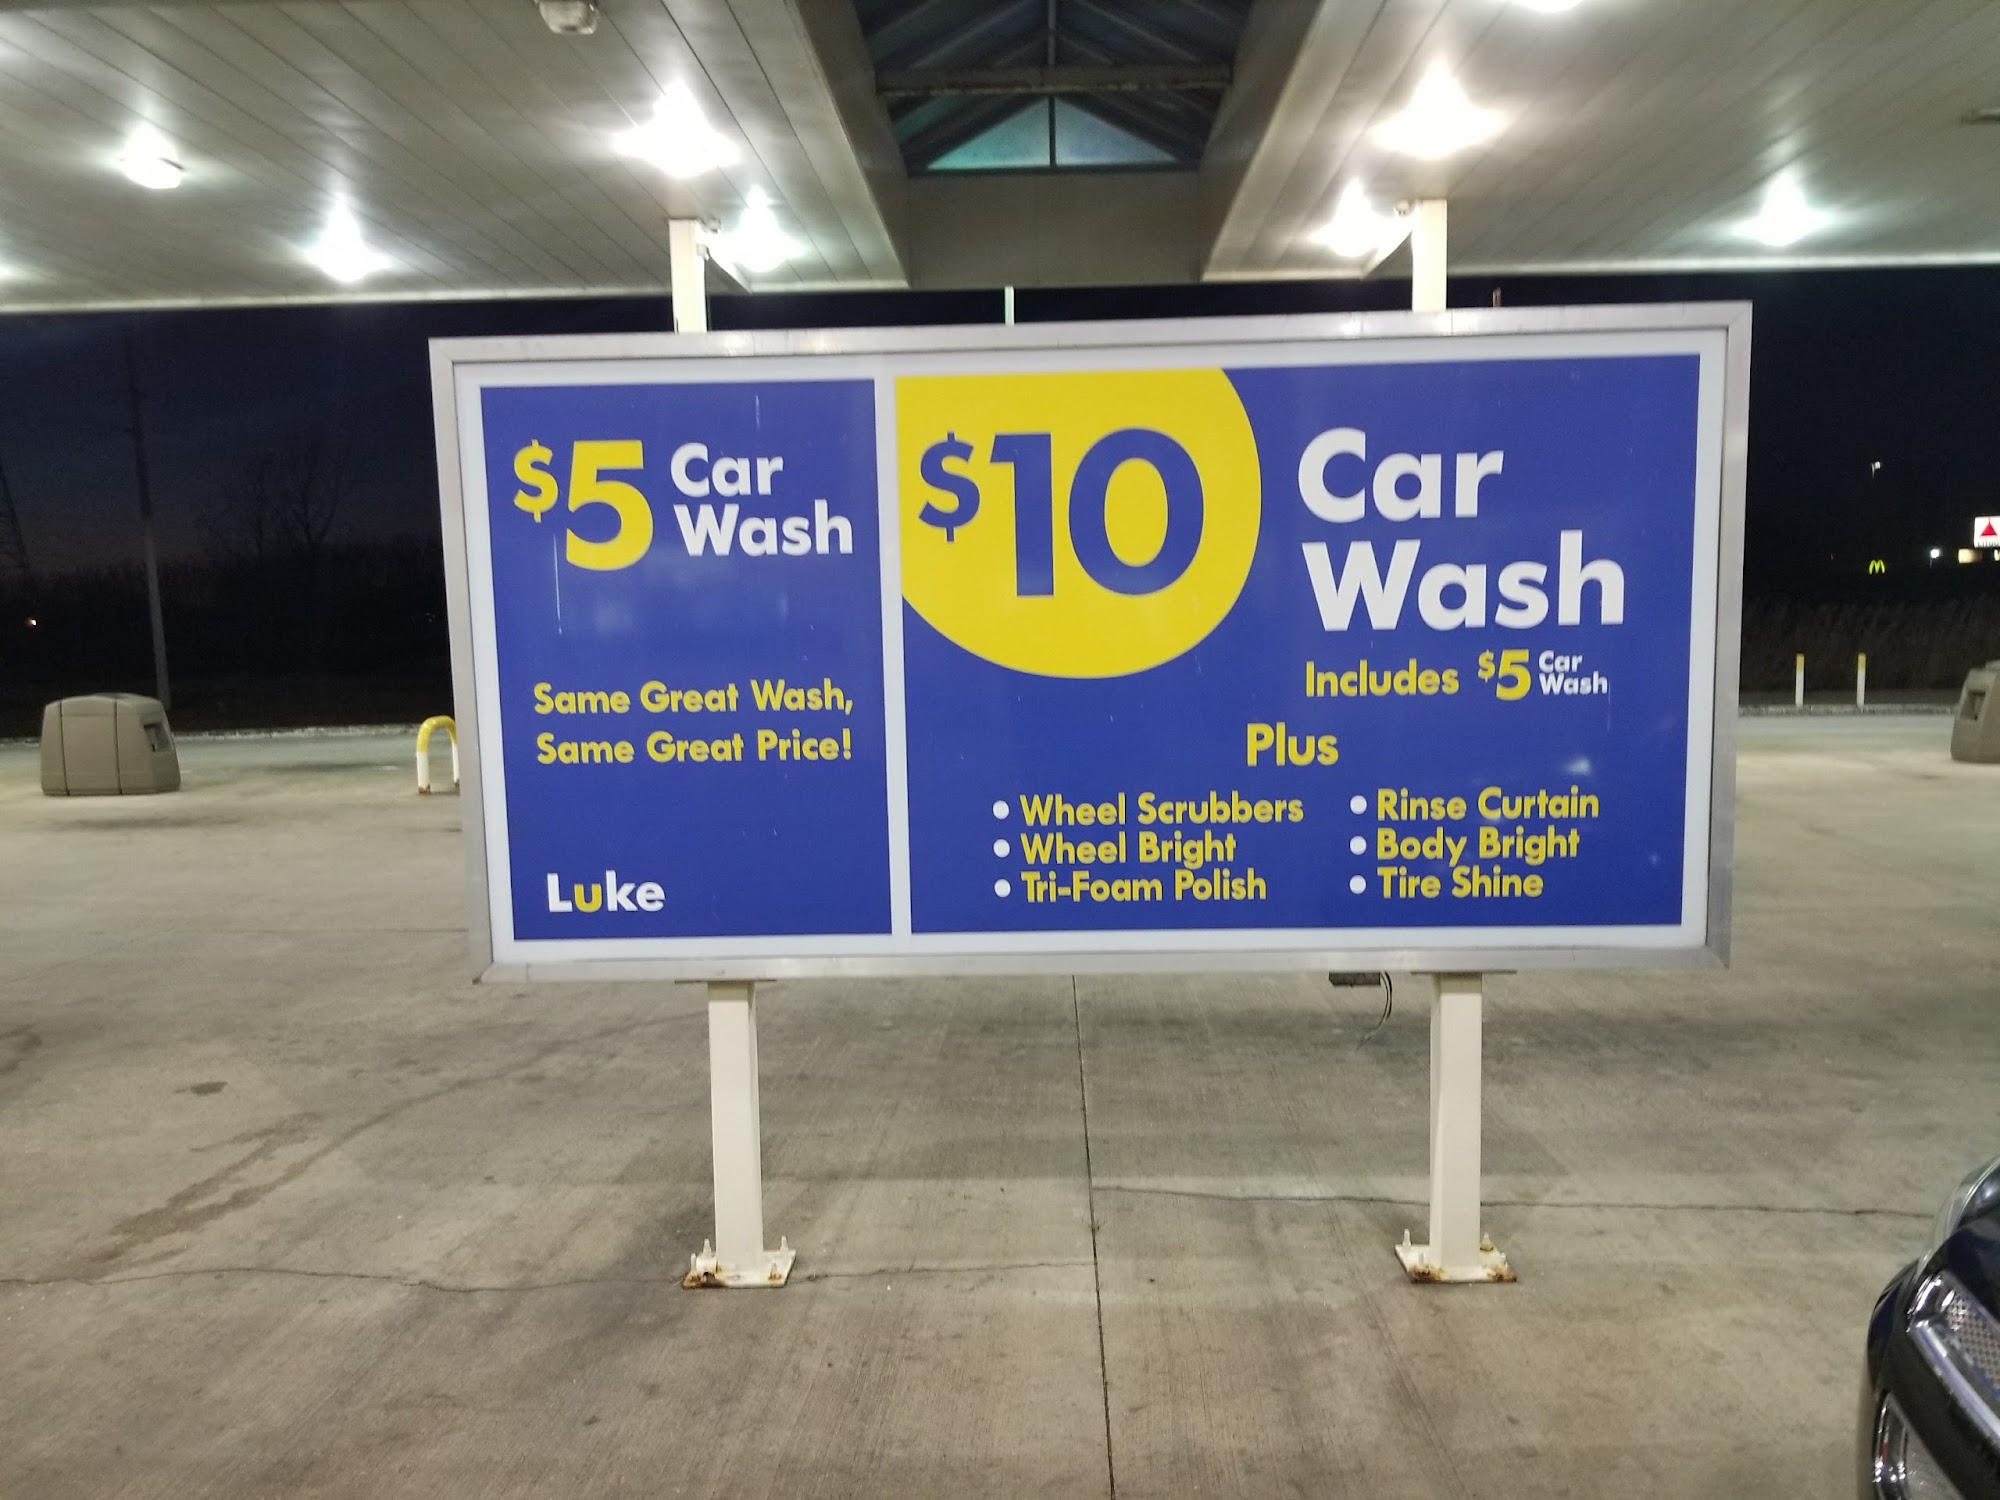 $5 Car
Wash
Same Great Wash,
Same Great Price!
Luke
$10 Car
Wash
Includes $5 Car
Wash
Plus
• Wheel Scrubbers
• Wheel Bright
• Tri-Foam Polish
• Rinse Curtain
• Body Bright
• Tire Shine